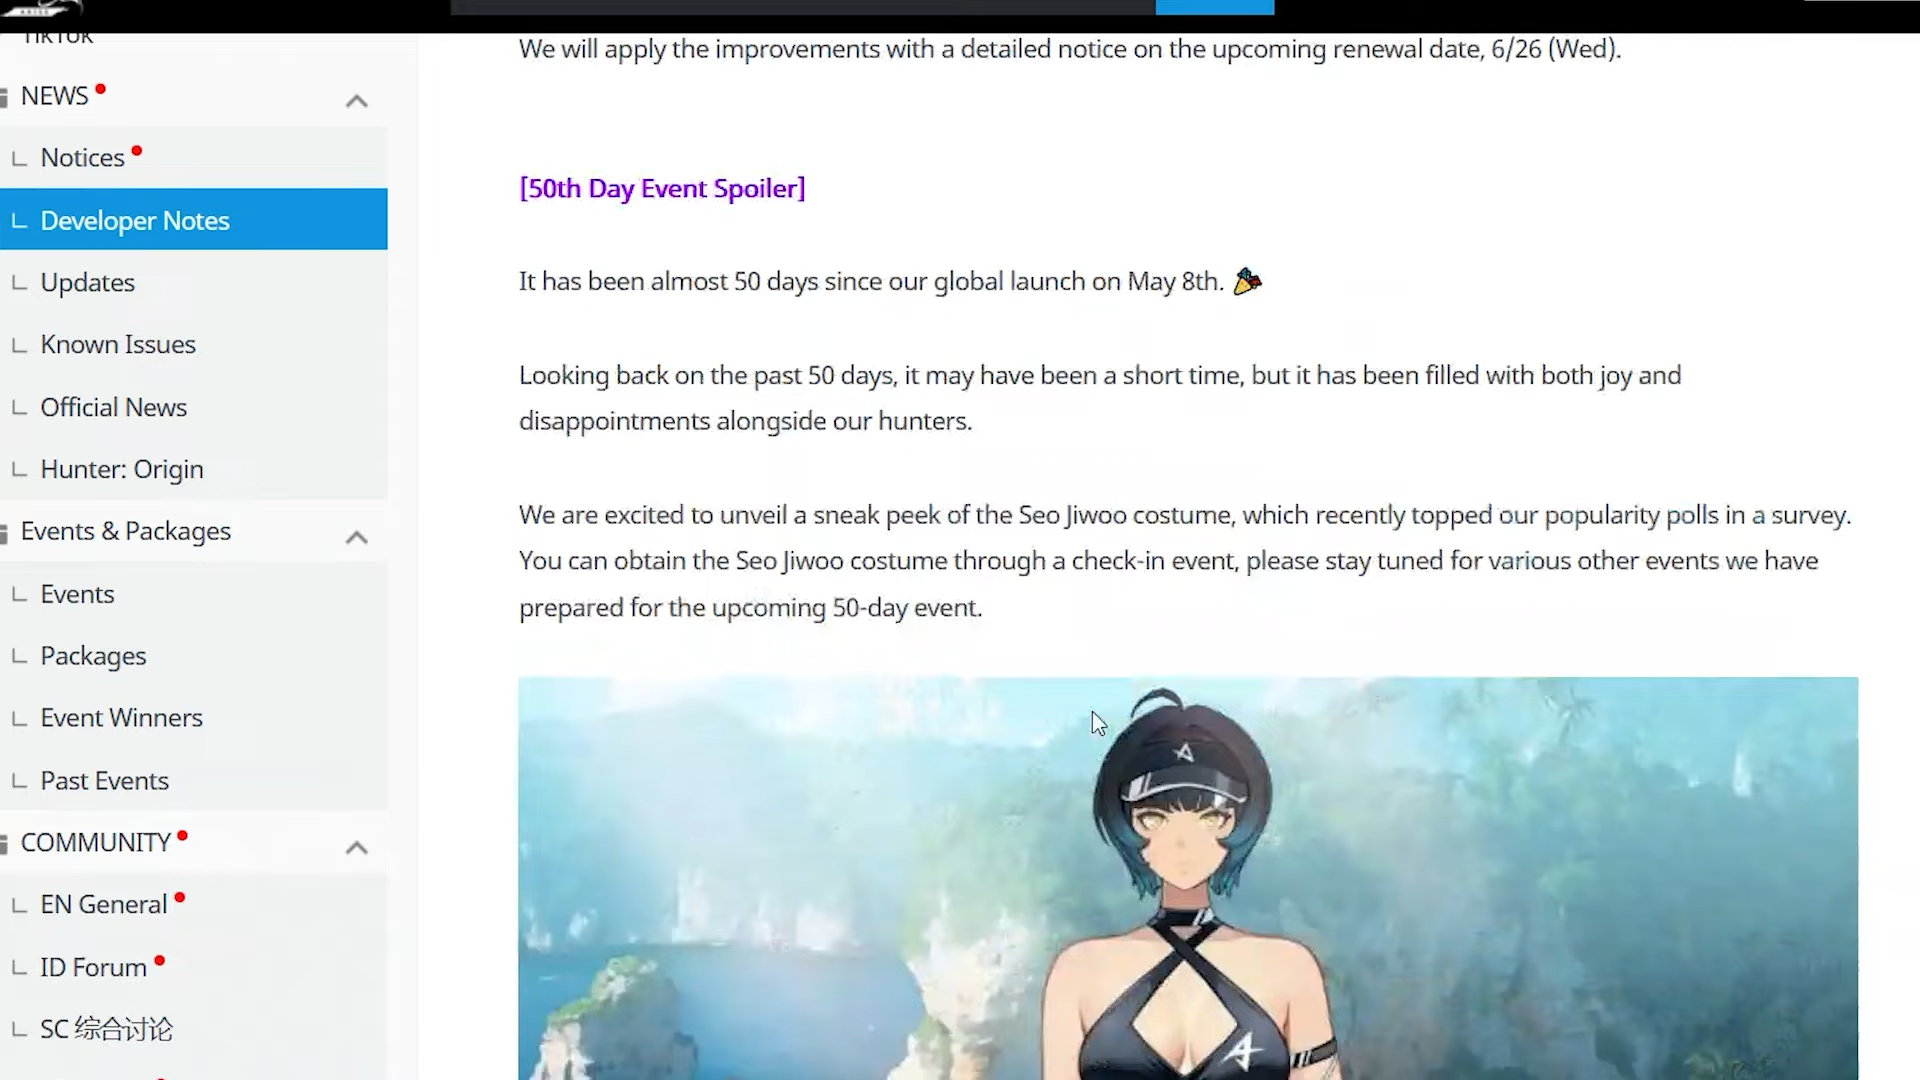 TikTok
NEWS
Notices
Developer Notes
Updates
Known Issues
Official News
Hunter: Origin
Events & Packages
Events
Packages
Event Winners
Past Events
COMMUNITY
EN General
ID Forum
SC 综合讨论
We will apply the improvements with a detailed notice on the upcoming renewal date, 6/26 (Wed).
[50th Day Event Spoiler]
It has been almost 50 days since our global launch on May 8th. 🎉
Looking back on the past 50 days, it may have been a short time, but it has been filled with both joy and
disappointments alongside our hunters.
We are excited to unveil a sneak peek of the Seo Jiwoo costume, which recently topped our popularity polls in a survey.
You can obtain the Seo Jiwoo costume through a check-in event, please stay tuned for various other events we have
prepared for the upcoming 50-day event.